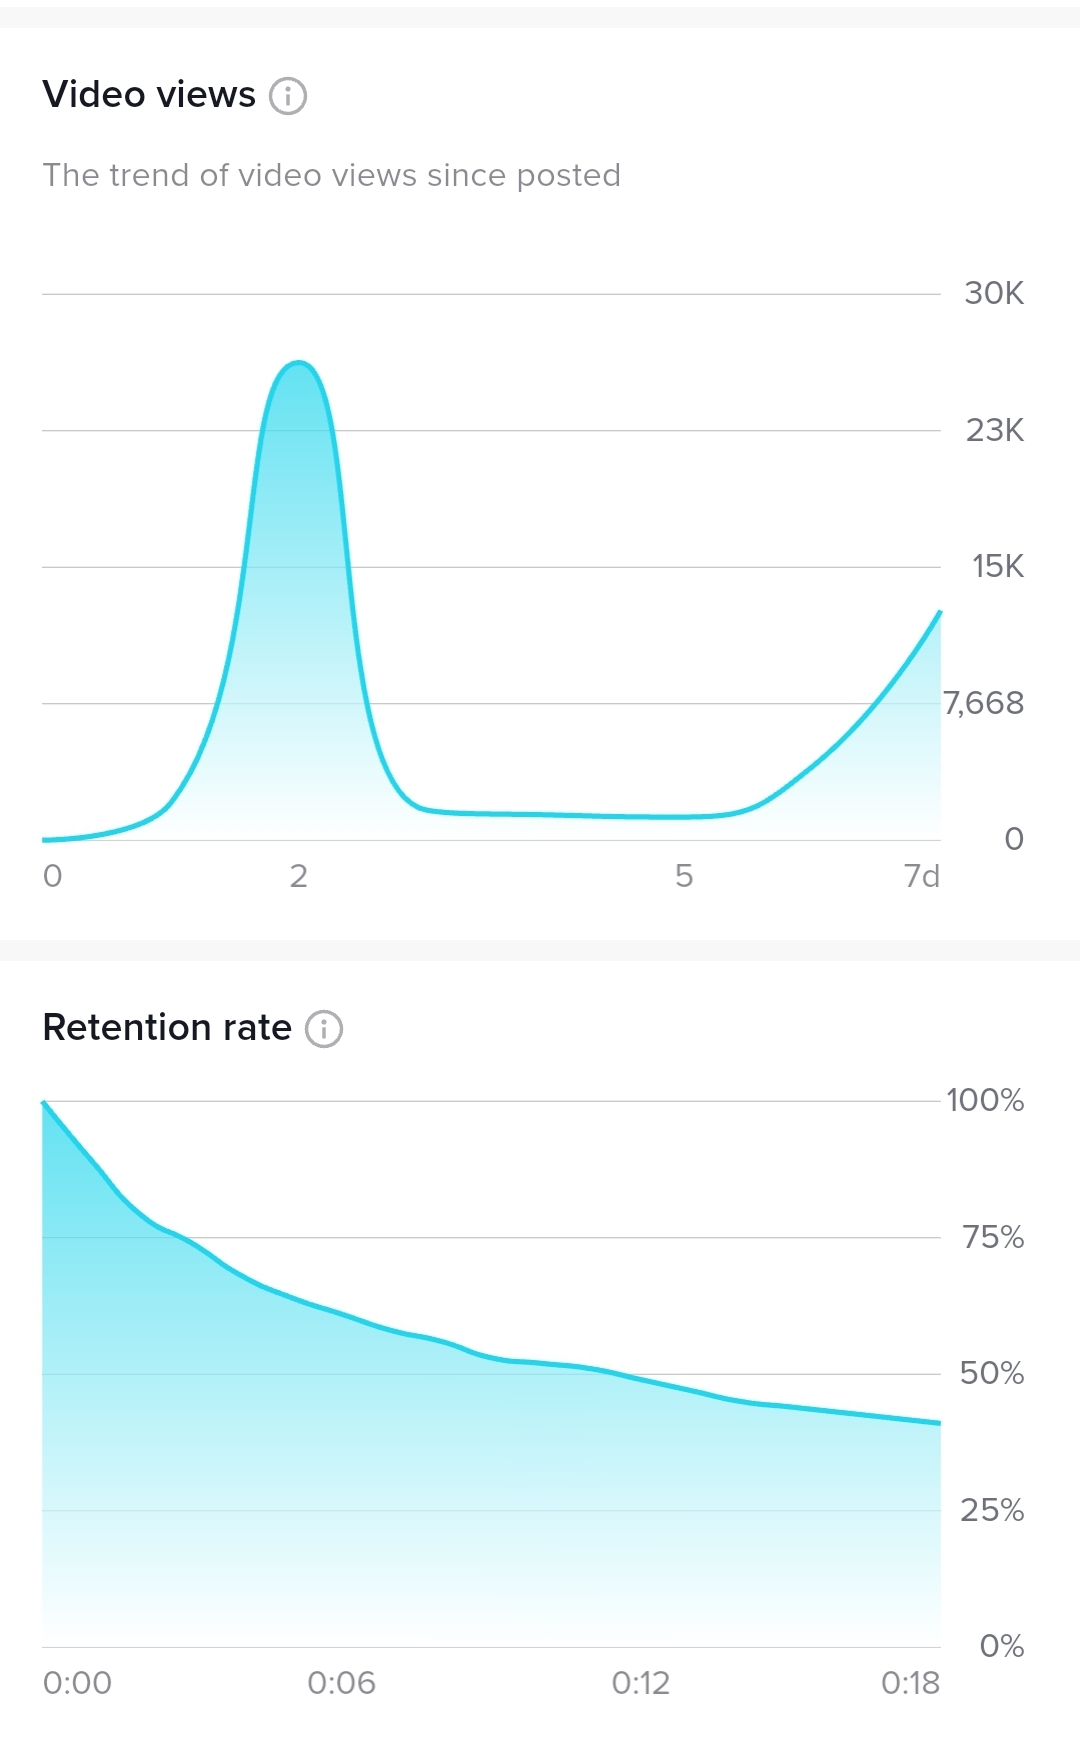 Video views
The trend of video views since posted
30K
23K
15K
7,668
0
0 2 5 7d
Retention rate
100%
75%
50%
25%
0%
0:00 0:06 0:12 0:18